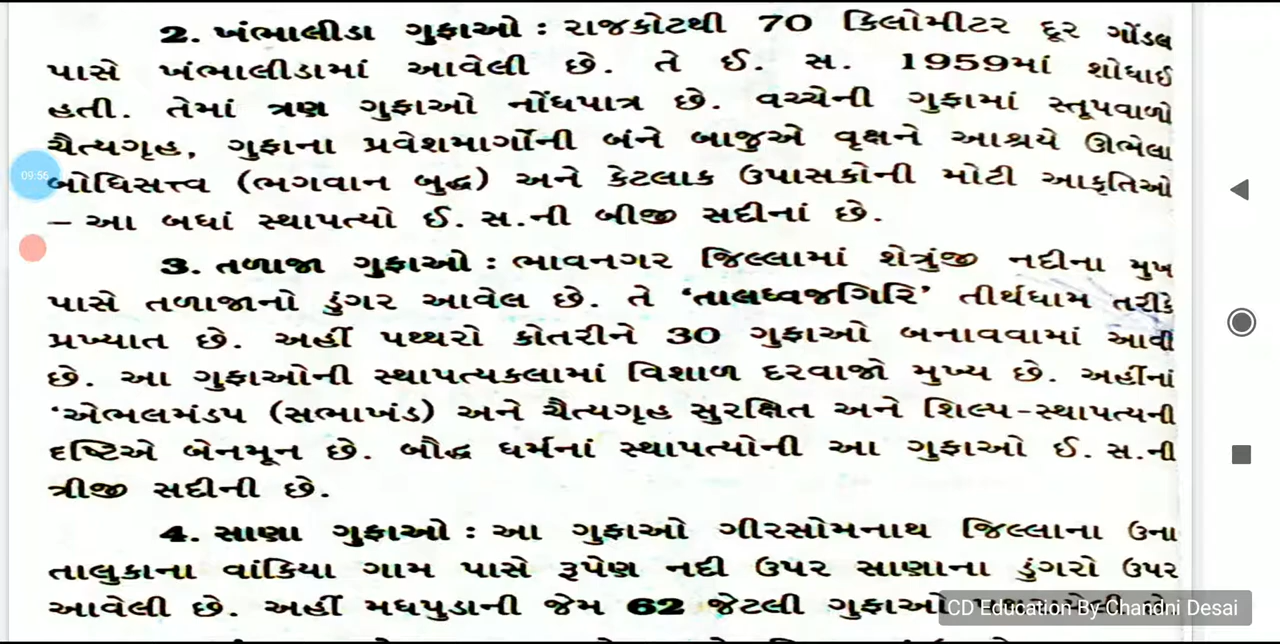 2. ખંભાલીડા ગુફાઓ : રાજકોટથી 70 કિલોમીટર દૂર ગોંડલ
પાસે ખંભાલીડામાં આવેલી છે. તે ઈ. સ. 1959માં શોધાઈ
હતી. તેમાં ત્રણ ગુફાઓ નોંધપાત્ર છે. વચ્ચેની ગુફામાં સ્તૂપવાળો
ચૈત્યગૃહ, ગુફાના પ્રવેશમાર્ગોની બંને બાજુએ વૃક્ષને આશ્રયે ઊભેલા
09:56
બોધિસત્ત્વ (ભગવાન બુદ્ધ) અને કેટલાક ઉપાસકોની મોટી આકૃતિઓ
– આ બધાં સ્થાપત્યો ઈ. સ.ની બીજી સદીનાં છે.
3. તળાજા ગુફાઓ : ભાવનગર જિલ્લામાં શેત્રુંજી નદીના મુખ
પાસે તળાજાનો ડુંગર આવેલ છે. તે ‘તાલધ્વજગિરિ’ તીર્થધામ તરીકે
પ્રખ્યાત છે. અહીં પથ્થરો કોતરીને 30 ગુફાઓ બનાવવામાં આવી
છે. આ ગુફાઓની સ્થાપત્યકલામાં વિશાળ દરવાજો મુખ્ય છે. અહીંનાં
‘એભલમંડપ (સભાખંડ) અને ચૈત્યગૃહ સુરક્ષિત અને શિલ્પ-સ્થાપત્યની
દૃષ્ટિએ બેનમૂન છે. બૌદ્ધ ધર્મનાં સ્થાપત્યોની આ ગુફાઓ ઈ. સ.ની
ત્રીજી સદીની છે.
4. સાણા ગુફાઓ : આ ગુફાઓ ગીરસોમનાથ જિલ્લાના ઉના
તાલુકાના વાંકિયા ગામ પાસે રૂપેણ નદી ઉપર સાણાના ડુંગરો ઉપર
આવેલી છે. અહીં મધપુડાની જેમ 62 જેટલી ગુફાઓ
CD Education By Chandni Desai